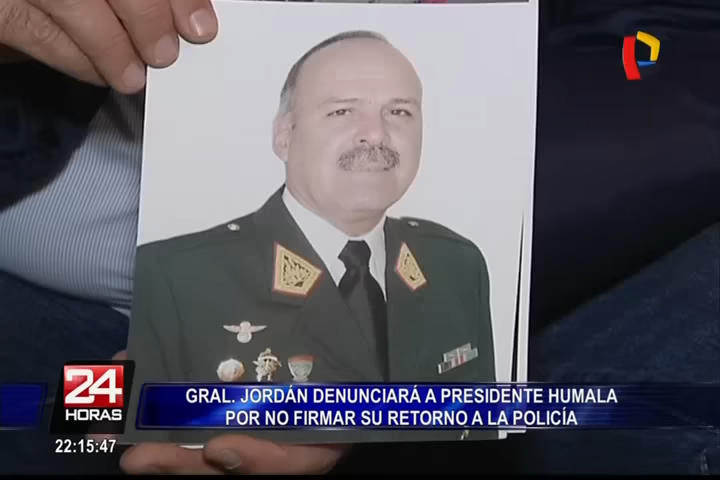 24
HORAS
GRAL. JORDÁN DENUNCIARÁ A PRESIDENTE HUMALA
POR NO FIRMAR SU RETORNO A LA POLICÍA
22:15:47